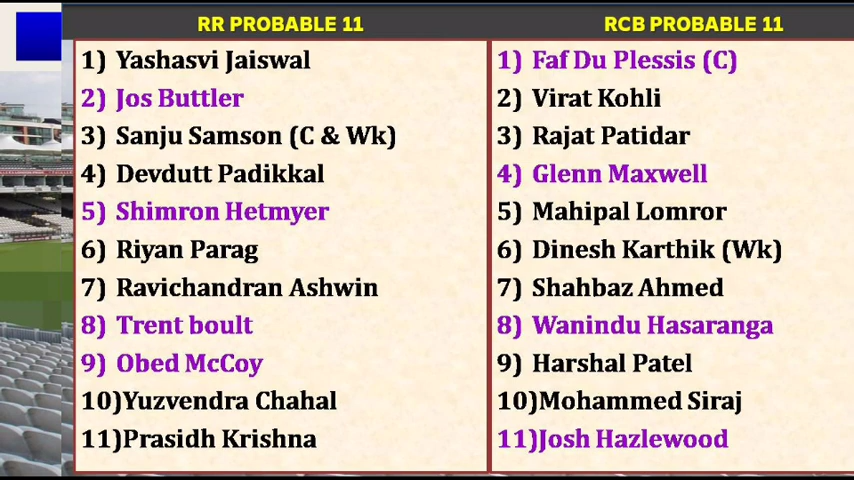 RR PROBABLE 11
1) Yashasvi Jaiswal
2) Jos Buttler
3) Sanju Samson (C & Wk)
4) Devdutt Padikkal
5) Shimron Hetmyer
6) Riyan Parag
7) Ravichandran Ashwin
8) Trent boult
9) Obed McCoy
10)Yuzvendra Chahal
11)Prasidh Krishna
RCB PROBABLE 11
1) Faf Du Plessis (C)
2) Virat Kohli
3) Rajat Patidar
4) Glenn Maxwell
5) Mahipal Lomror
6) Dinesh Karthik (Wk)
7) Shahbaz Ahmed
8) Wanindu Hasaranga
9) Harshal Patel
10)Mohammed Siraj
11)Josh Hazlewood